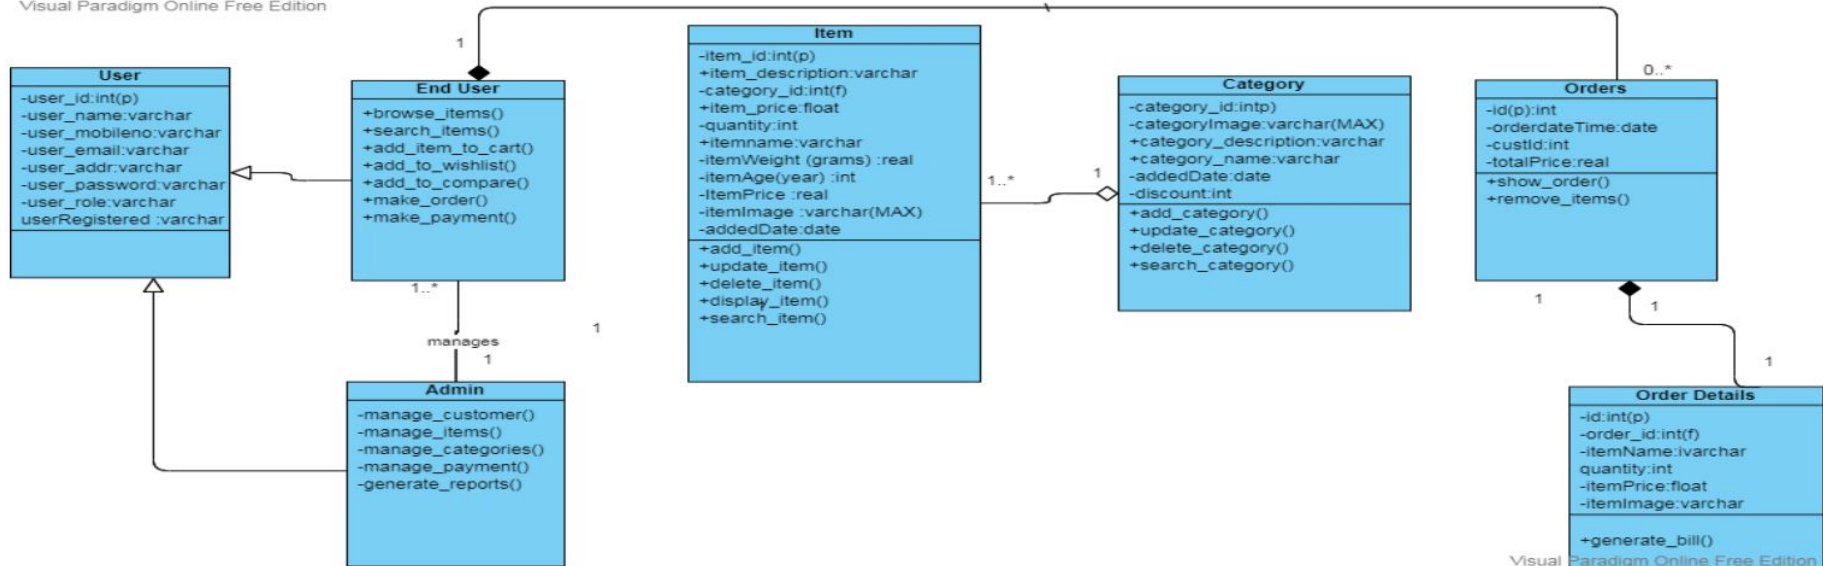 Visual Paradigm Online Free Edition
User
-user_id:int(p)
-user_name:varchar
-user_mobileno:varchar
-user_email:varchar
-user_addr:varchar
-user_password:varchar
-user_role:varchar
userRegistered :varchar
1
End User
+browse_items()
+search_items()
+add_item_to_cart()
+add_to_wishlist()
+add_to_compare()
+make_order()
+make_payment()
1..*
manages
1
1
Admin
-manage_customer()
-manage_items()
-manage_categories()
-manage_payment()
-generate_reports()
Item
-item_id:int(p)
+item_description:varchar
-category_id:int(f)
+item_price:float
-quantity:int
+itemname:varchar
-itemWeight (grams) :real
-itemAge(year) :int
-ItemPrice :real
-itemImage :varchar(MAX)
-addedDate:date
+add_item()
+update_item()
+delete_item()
+display_item()
+search_item()
1..*
1
Category
-category_id:intp)
-categoryImage:varchar(MAX)
+category_description:varchar
+category_name:varchar
-addedDate:date
-discount:int
+add_category()
+update_category()
+delete_category()
+search_category()
0..*
Orders
-id(p):int
-orderdateTime:date
-custId:int
-totalPrice:real
+show_order()
+remove_items()
1
1
1
Order Details
-id:int(p)
-order_id:int(f)
-itemName:ivarchar
quantity:int
-itemPrice:float
-itemImage:varchar
+generate_bill()
Visual Paradigm Online Free Edition